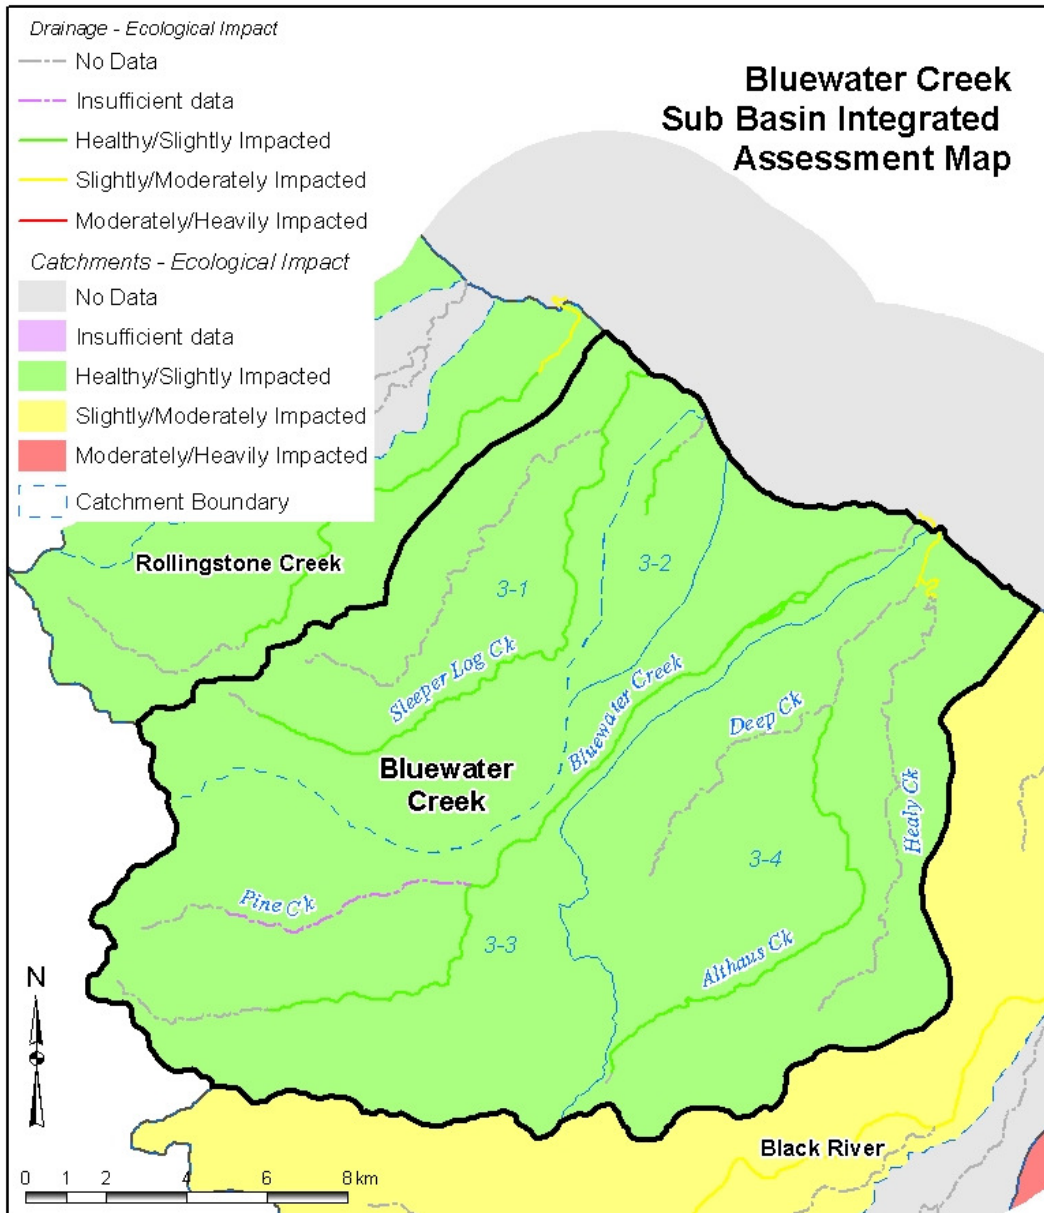 Drainage - Ecological Impact
No Data
Insufficient data
Healthy/Slightly Impacted
Slightly/Moderately Impacted
Moderately/Heavily Impacted
Catchments - Ecological Impact
No Data
Insufficient data
Healthy/Slightly Impacted
Slightly/Moderately Impacted
Moderately/Heavily Impacted
Catchment Boundary
Bluewater Creek
Sub Basin Integrated
Assessment Map
Rollingstone Creek
3-1
3-2
Sleeper Log Ck
Bluewater Creek
Deep Ck
Bluewater
Creek
Healy Ck
3-4
Pine Ck
3-3
Althaus Ck
N
Black River
0 1 2 4 6 8 km